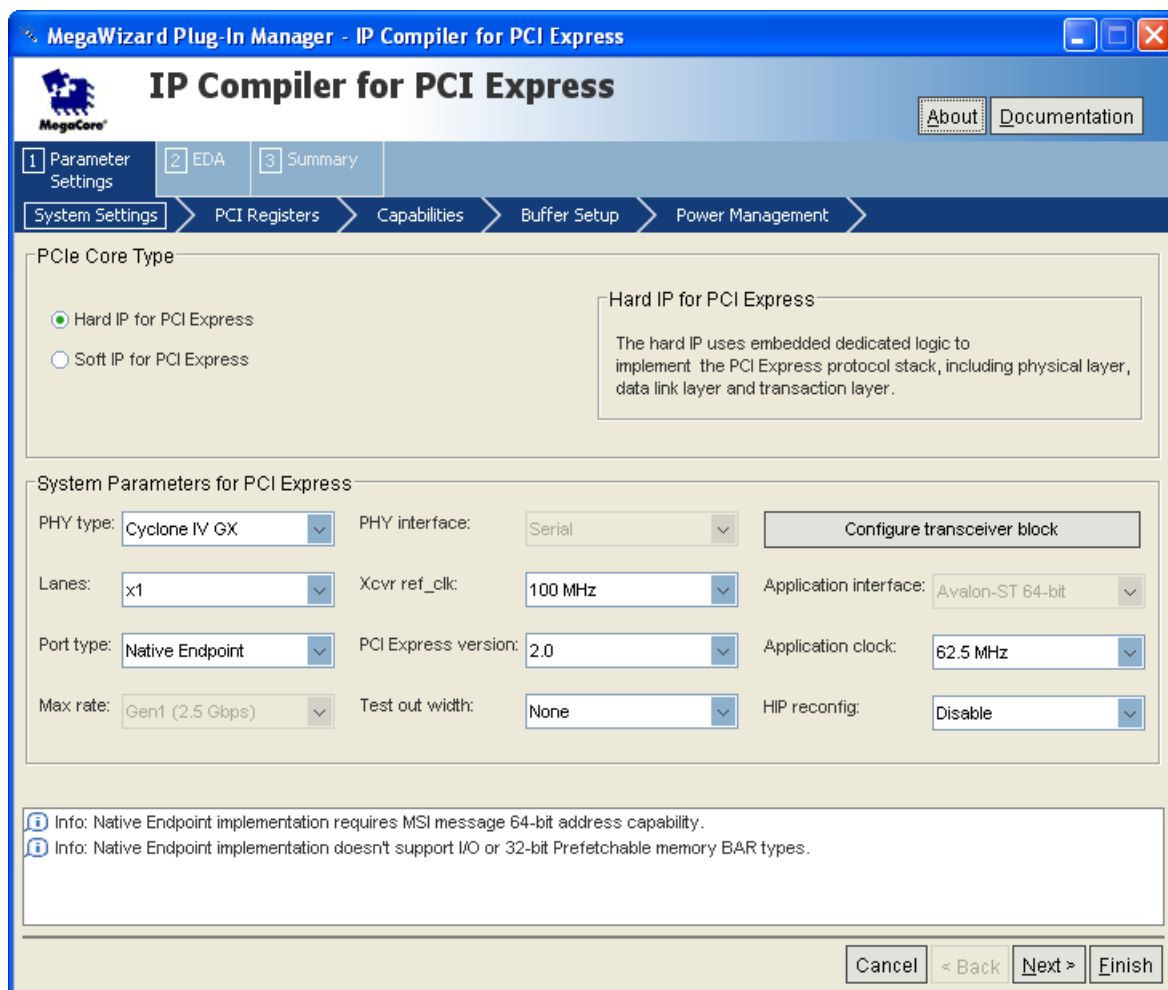 MegaWizard Plug-In Manager - IP Compiler for PCI Express
MegaCore®
IP Compiler for PCI Express
About
Documentation
1 Parameter Settings
2 EDA
3 Summary
System Settings
PCI Registers
Capabilities
Buffer Setup
Power Management
PCIe Core Type
Hard IP for PCI Express
Soft IP for PCI Express
Hard IP for PCI Express
The hard IP uses embedded dedicated logic to
implement the PCI Express protocol stack, including physical layer,
data link layer and transaction layer.
System Parameters for PCI Express
PHY type: Cyclone IV GX
PHY interface: Serial
Configure transceiver block
Lanes: x1
Xcvr ref_clk: 100 MHz
Application interface: Avalon-ST 64-bit
Port type: Native Endpoint
PCI Express version: 2.0
Application clock: 62.5 MHz
Max rate: Gen1 (2.5 Gbps)
Test out width: None
HIP reconfig: Disable
Info: Native Endpoint implementation requires MSI message 64-bit address capability.
Info: Native Endpoint implementation doesn't support I/O or 32-bit Prefetchable memory BAR types.
Cancel
< Back
Next >
Finish